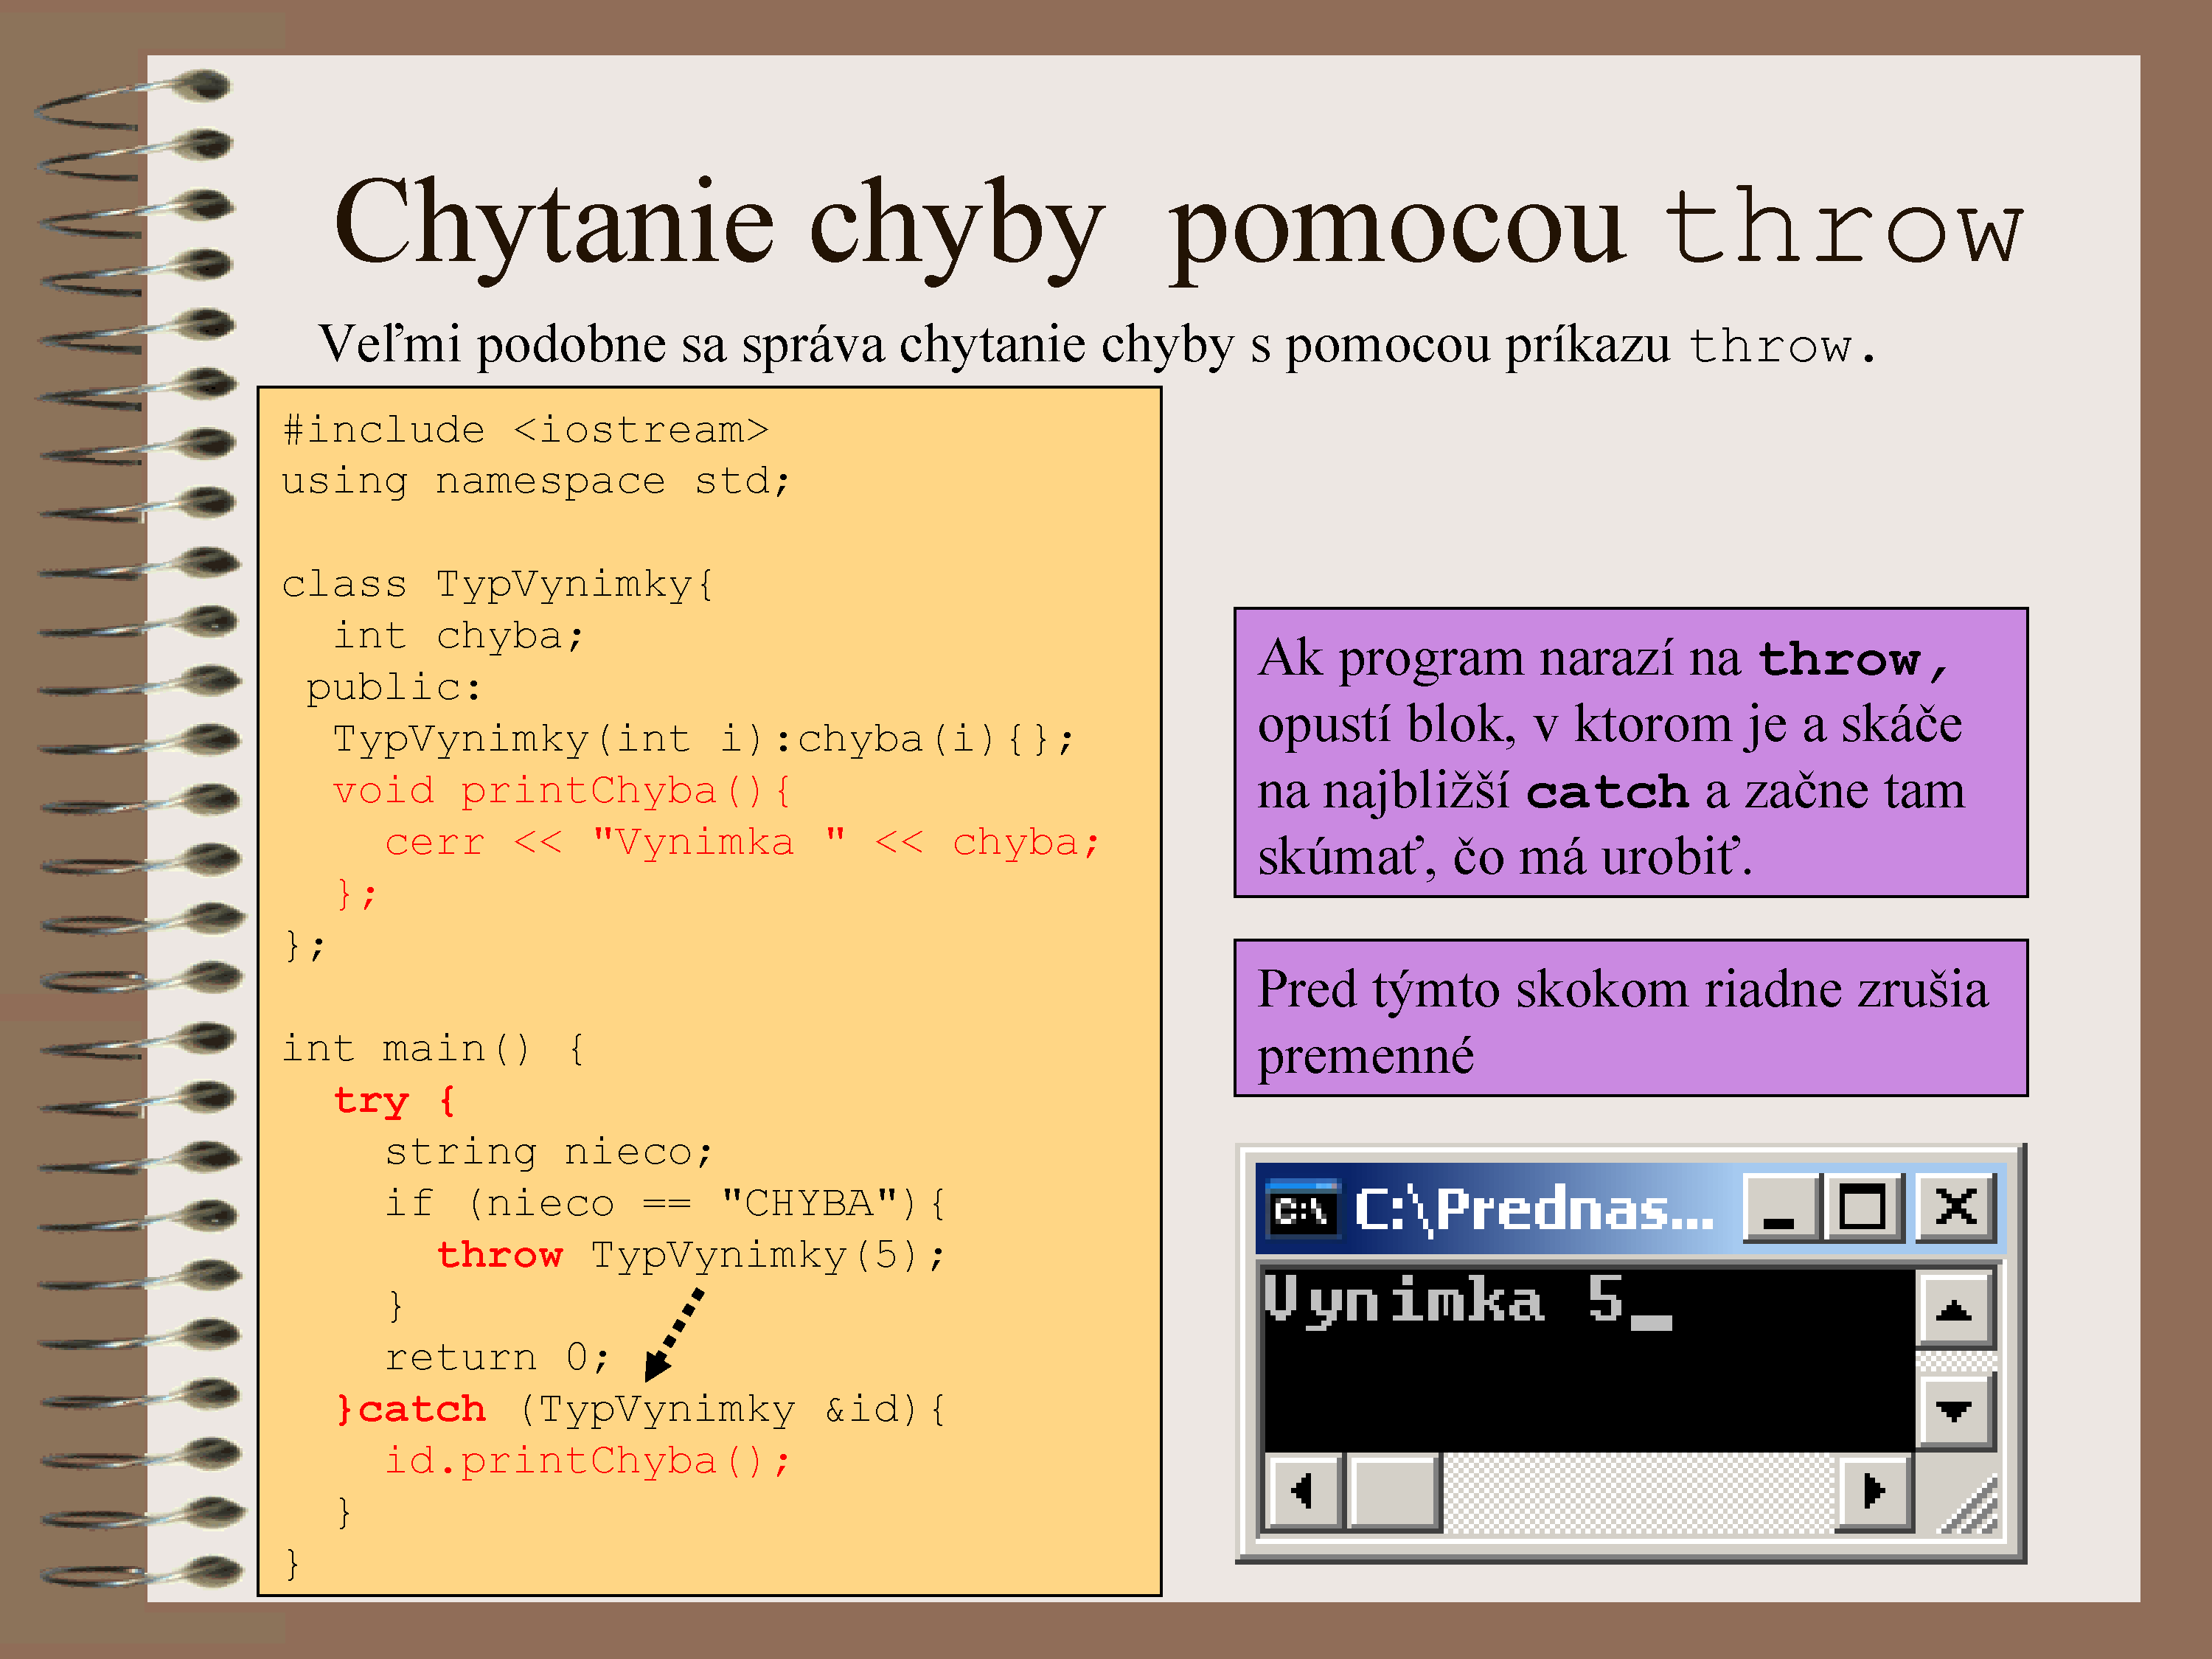 Chytanie chyby pomocou throw
Veľmi podobne sa správa chytanie chyby s pomocou príkazu throw.
#include <iostream>
using namespace std;
class TypVynimky{
int chyba;
public:
TypVynimky(int i):chyba(i){};
void printChyba(){
cerr << "Vynimka " << chyba;
};
};
int main() {
try {
string nieco;
if (nieco == "CHYBA"){
throw TypVynimky(5);
}
return 0;
}catch (TypVynimky &id){
id.printChyba();
}
}
Ak program narazí na throw,
opustí blok, v ktorom je a skáče
na najbližší catch a začne tam
skúmať, čo má urobiť.
Pred týmto skokom riadne zrušia
premenné
C:\Prednas...
Vynimka 5_